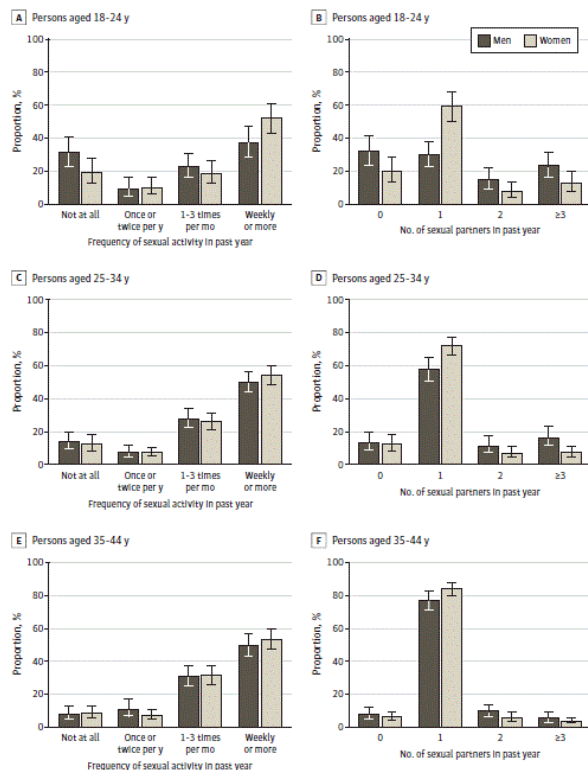 A Persons aged 18-24 y
100
80
60
40
20
0
Proportion, %
Not at all
Once or twice per y
1-3 times per mo
Weekly or more
Frequency of sexual activity in past year
B Persons aged 18-24 y
Men Women
100
80
60
40
20
0
Proportion, %
0 1 2 ≥3
No. of sexual partners in past year
C Persons aged 25-34 y
100
80
60
40
20
0
Proportion, %
Not at all
Once or twice per y
1-3 times per mo
Weekly or more
Frequency of sexual activity in past year
D Persons aged 25-34 y
100
80
60
40
20
0
Proportion, %
0 1 2 ≥3
No. of sexual partners in past year
E Persons aged 35-44 y
100
80
60
40
20
0
Proportion, %
Not at all
Once or twice per y
1-3 times per mo
Weekly or more
Frequency of sexual activity in past year
F Persons aged 35-44 y
100
80
60
40
20
0
Proportion, %
0 1 2 ≥3
No. of sexual partners in past year